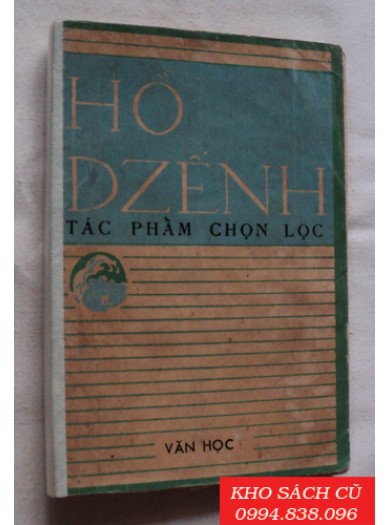 HỒ
DZẾNH
TÁC PHẨM CHỌN LỌC
VĂN HỌC
KHO SÁCH CŨ
0994.838.096